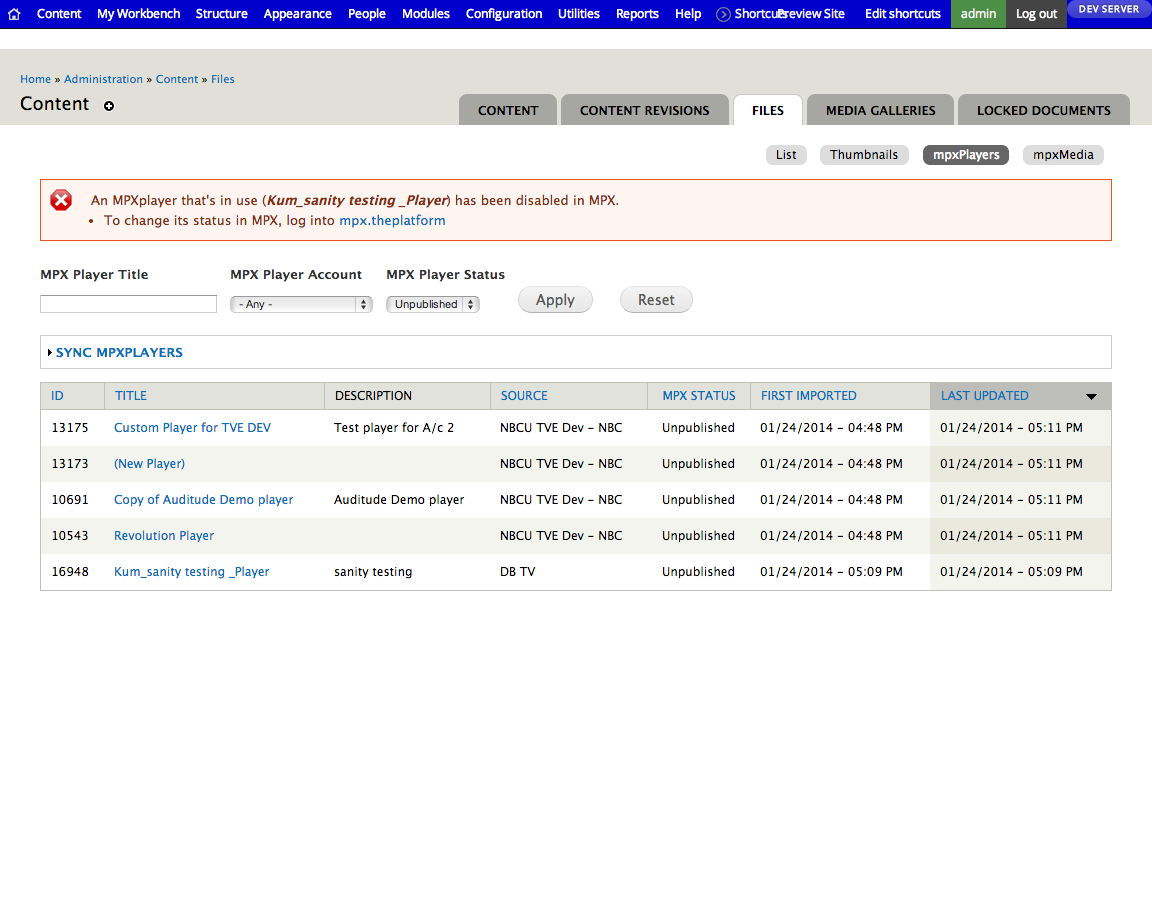 Content My Workbench Structure Appearance People Modules Configuration Utilities Reports Help Shortcuts Preview Site Edit shortcuts admin Log out DEV SERVER
Home » Administration » Content » Files
Content
CONTENT CONTENT REVISIONS FILES MEDIA GALLERIES LOCKED DOCUMENTS
List Thumbnails mpxPlayers mpxMedia
An MPXplayer that's in use (Kum_sanity testing _Player) has been disabled in MPX.
• To change its status in MPX, log into mpx.theplatform
MPX Player Title MPX Player Account MPX Player Status
- Any - Unpublished Apply Reset
SYNC MPXPLAYERS
ID TITLE DESCRIPTION SOURCE MPX STATUS FIRST IMPORTED LAST UPDATED
13175 Custom Player for TVE DEV Test player for A/c 2 NBCU TVE Dev – NBC Unpublished 01/24/2014 – 04:48 PM 01/24/2014 – 05:11 PM
13173 (New Player) NBCU TVE Dev – NBC Unpublished 01/24/2014 – 04:48 PM 01/24/2014 – 05:11 PM
10691 Copy of Auditude Demo player Auditude Demo player NBCU TVE Dev – NBC Unpublished 01/24/2014 – 04:48 PM 01/24/2014 – 05:11 PM
10543 Revolution Player NBCU TVE Dev – NBC Unpublished 01/24/2014 – 04:48 PM 01/24/2014 – 05:11 PM
16948 Kum_sanity testing _Player sanity testing DB TV Unpublished 01/24/2014 – 05:09 PM 01/24/2014 – 05:09 PM